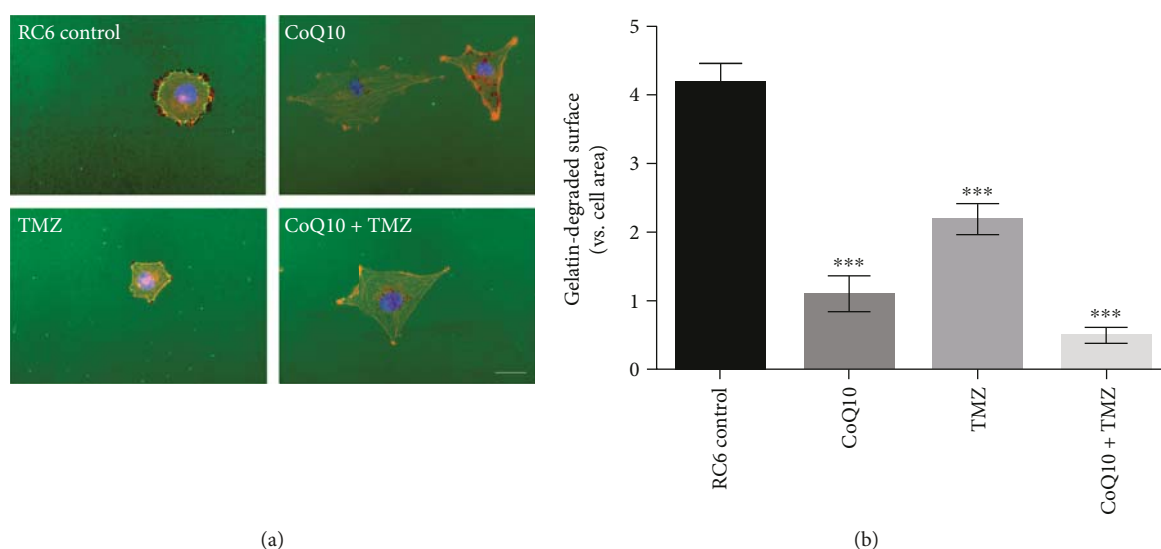 RC6 control
CoQ10
TMZ
CoQ10 + TMZ
(a)
Gelatin-degraded surface
(vs. cell area)
5
4
3
2
1
0
***
***
***
RC6 control
CoQ10
TMZ
CoQ10 + TMZ
(b)